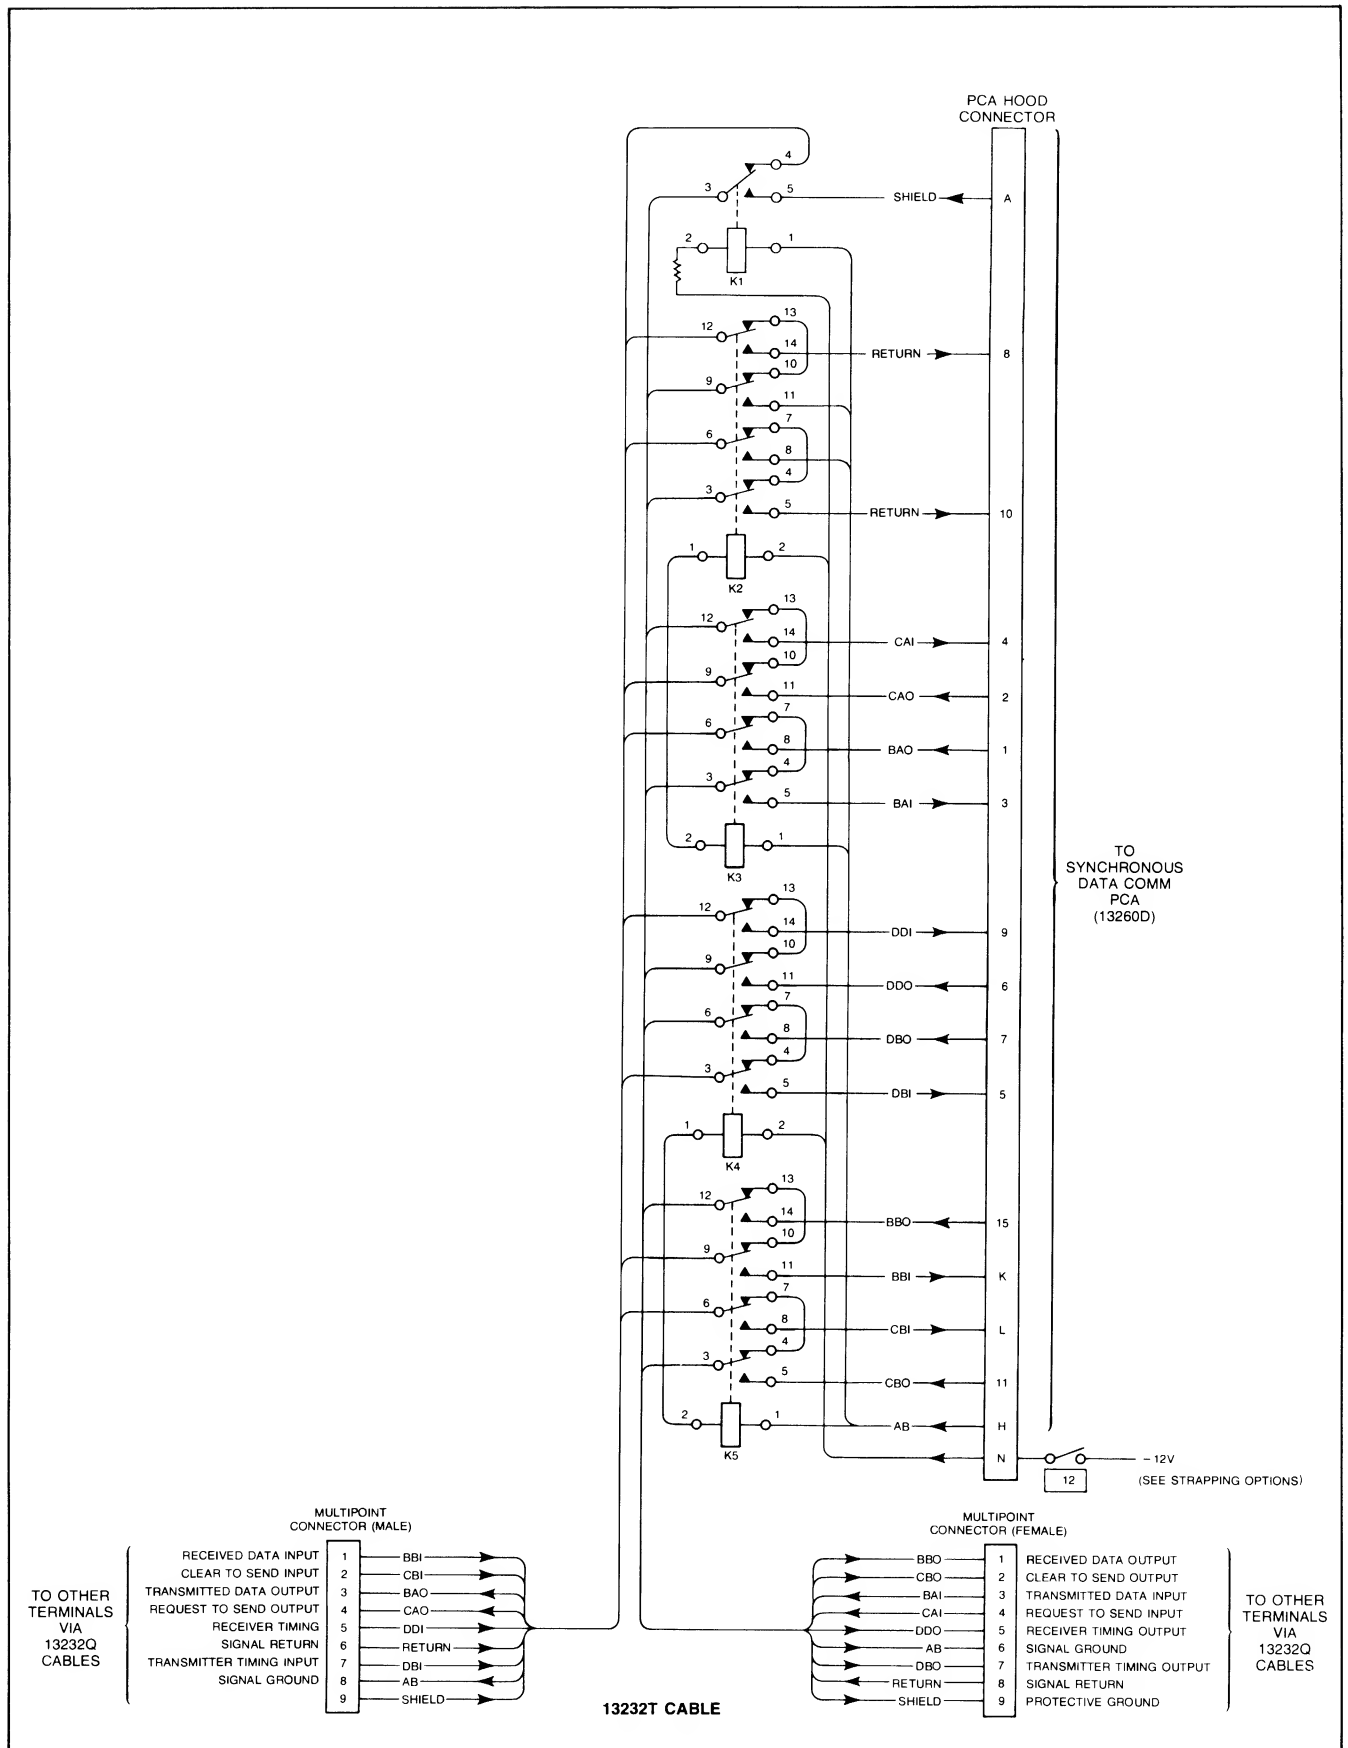 PCA HOOD
CONNECTOR
4
3
5
SHIELD
A
2
1
K1
13
12
14
RETURN
8
10
9
11
7
6
8
4
3
5
RETURN
10
1
2
K2
13
12
14
CAI
4
10
9
11
CAO
2
7
6
8
BAO
1
4
3
5
BAI
3
2
1
K3
TO
SYNCHRONOUS
DATA COMM
PCA
(13260D)
13
12
14
DDI
9
10
9
11
DDO
6
7
6
8
DBO
7
4
3
5
DBI
5
1
2
K4
13
12
14
BBO
15
10
9
11
BBI
K
7
6
8
CBI
L
4
3
5
CBO
11
2
1
AB
H
K5
N
– 12V
12
(SEE STRAPPING OPTIONS)
MULTIPOINT
CONNECTOR (MALE)
RECEIVED DATA INPUT 1 BBI
CLEAR TO SEND INPUT 2 CBI
TRANSMITTED DATA OUTPUT 3 BAO
REQUEST TO SEND OUTPUT 4 CAO
RECEIVER TIMING 5 DDI
SIGNAL RETURN 6 RETURN
TRANSMITTER TIMING INPUT 7 DBI
SIGNAL GROUND 8 AB
9 SHIELD
TO OTHER
TERMINALS
VIA
13232Q
CABLES
MULTIPOINT
CONNECTOR (FEMALE)
BBO 1 RECEIVED DATA OUTPUT
CBO 2 CLEAR TO SEND OUTPUT
BAI 3 TRANSMITTED DATA INPUT
CAI 4 REQUEST TO SEND INPUT
DDO 5 RECEIVER TIMING OUTPUT
AB 6 SIGNAL GROUND
DBO 7 TRANSMITTER TIMING OUTPUT
RETURN 8 SIGNAL RETURN
SHIELD 9 PROTECTIVE GROUND
TO OTHER
TERMINALS
VIA
13232Q
CABLES
13232T CABLE